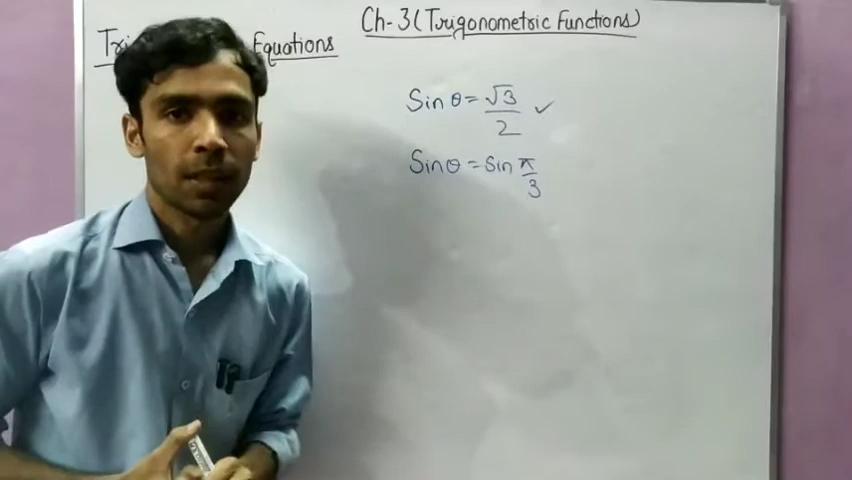 Ch-3 (Trigonometric Functions)
Equations
Sin θ = √3/2 ✓
Sin θ = Sin π/3